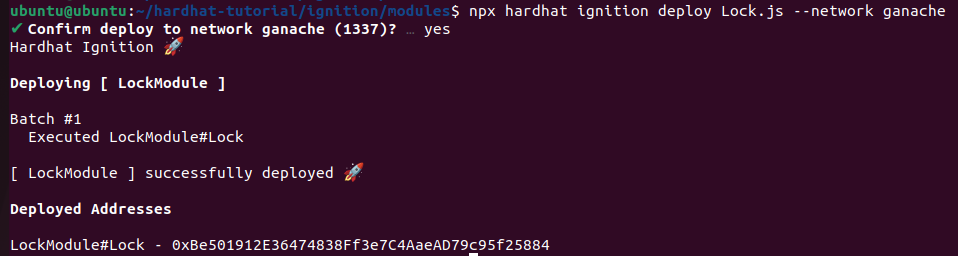 ubuntu@ubuntu:~/hardhat-tutorial/ignition/modules$ npx hardhat ignition deploy Lock.js --network ganache
✔ Confirm deploy to network ganache (1337)? … yes
Hardhat Ignition 🚀
Deploying [ LockModule ]
Batch #1
Executed LockModule#Lock
[ LockModule ] successfully deployed 🚀
Deployed Addresses
LockModule#Lock - 0xBe501912E36474838Ff3e7C4AaeAD79c95f25884